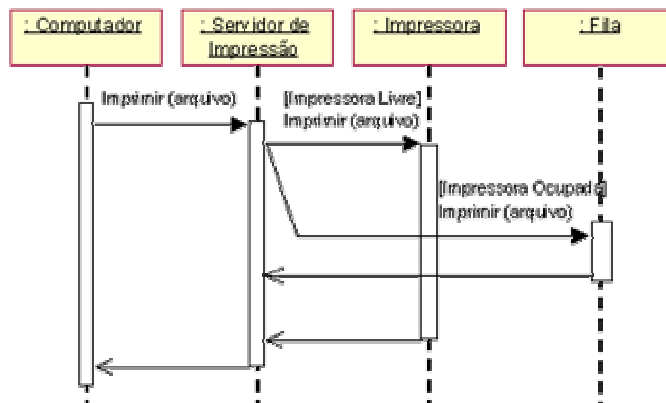 : Computador
: Servidor de
Impressão
: Impressora
: Fila
Imprimir (arquivo)
[Impressora Livre]
Imprimir (arquivo)
[Impressora Ocupada]
Imprimir (arquivo)